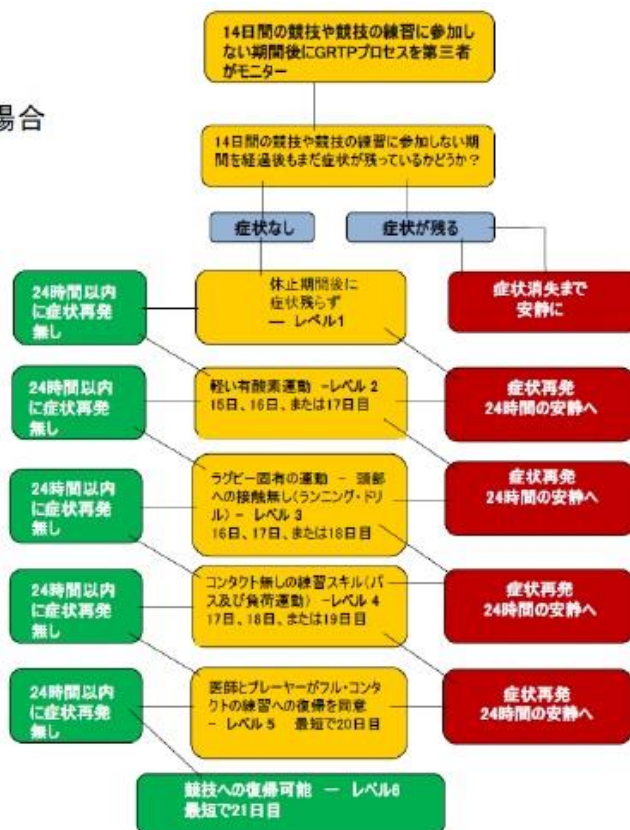 14日間の競技や競技の練習に参加し
ない期間後にGRTPプロセスを第三者
がモニター
場合
14日間の競技や競技の練習に参加しない期
間を経過後もまだ症状が残っているかどうか？
症状なし
症状が残る
24時間以内
に症状再発
無し
休止期間後に
症状残らず
― レベル1
症状消失まで
安静に
24時間以内
に症状再発
無し
軽い有酸素運動 －レベル 2
15日、16日、または17日目
症状再発
24時間の安静へ
24時間以内
に症状再発
無し
ラグビー固有の運動 － 頭部
への接触無し(ランニング・ドリ
ル) － レベル 3
16日、17日、または18日目
症状再発
24時間の安静へ
24時間以内
に症状再発
無し
コンタクト無しの練習スキル(パ
ス及び負荷運動) －レベル 4
17日、18日、または19日目
症状再発
24時間の安静へ
24時間以内
に症状再発
無し
医師とプレーヤーがフル・コンタ
クトの練習への復帰を同意
－ レベル 5 最短で20日目
症状再発
24時間の安静へ
競技への復帰可能 ― レベル6
最短で21日目